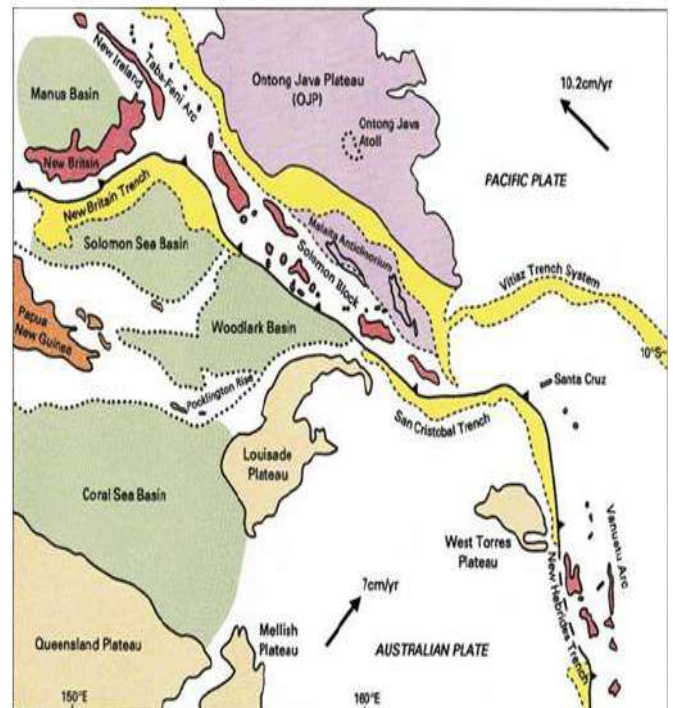 New Ireland
Taba-Feni Arc
Manus Basin
New Britain
New Britain Trench
Solomon Sea Basin
Ontong Java Plateau
(OJP)
Ontong Java
Atoll
10.2cm/yr
PACIFIC PLATE
Malaita Anticlinorium
Solomon Block
Vitiaz Trench System
Papua
New Guinea
Woodlark Basin
10°S
Pocklington Rise
Santa Cruz
San Cristobal Trench
Louisade
Plateau
Coral Sea Basin
West Torres
Plateau
Vanuatu Arc
New Hebrides Trench
7cm/yr
Mellish
Plateau
Queensland Plateau
AUSTRALIAN PLATE
150°E
160°E